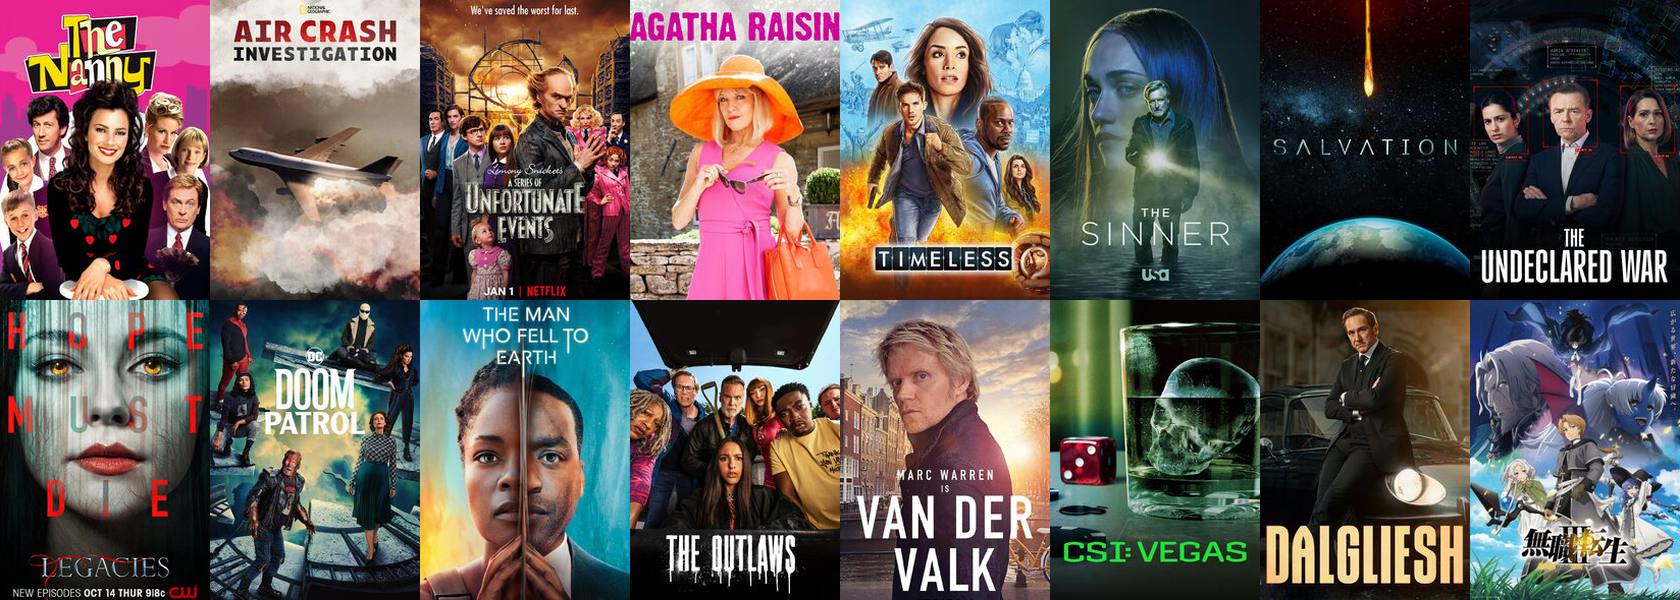 The
Nanny
NATIONAL
GEOGRAPHIC
AIR CRASH
INVESTIGATION
We've saved the worst for last.
Lemony Snicket's
A SERIES OF
UNFORTUNATE
EVENTS
JAN 1 | NETFLIX
AGATHA RAISIN
TIMELESS
THE
SINNER
usa
SALVATION
THE
UNDECLARED WAR
HOPE
MUST
DIE
LEGACIES
NEW EPISODES OCT 14 THUR 9|8c CW
DC
DOOM
PATROL
THE MAN
WHO FELL TO
EARTH
THE OUTLAWS
MARC WARREN
IS
VAN DER
VALK
CSI: VEGAS
DALGLIESH
無職転生